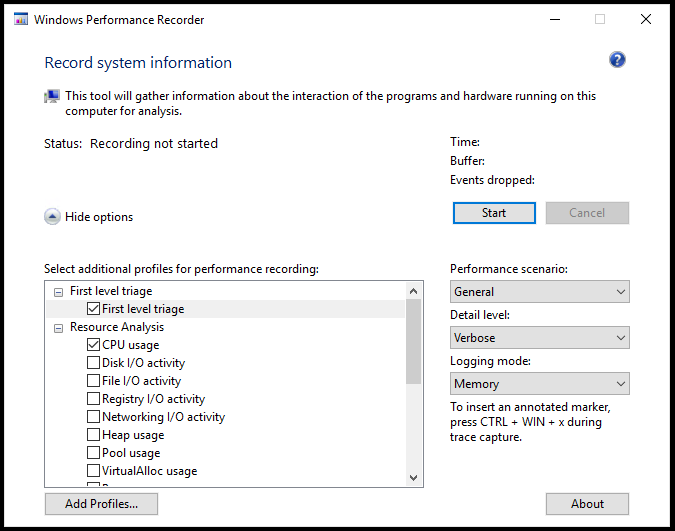 Windows Performance Recorder
Record system information
This tool will gather information about the interaction of the programs and hardware running on this
computer for analysis.
Status: Recording not started
Time:
Buffer:
Events dropped:
Start
Cancel
Hide options
Select additional profiles for performance recording:
First level triage
First level triage
Resource Analysis
CPU usage
Disk I/O activity
File I/O activity
Registry I/O activity
Networking I/O activity
Heap usage
Pool usage
VirtualAlloc usage
Performance scenario:
General
Detail level:
Verbose
Logging mode:
Memory
To insert an annotated marker,
press CTRL + WIN + x during
trace capture.
Add Profiles...
About